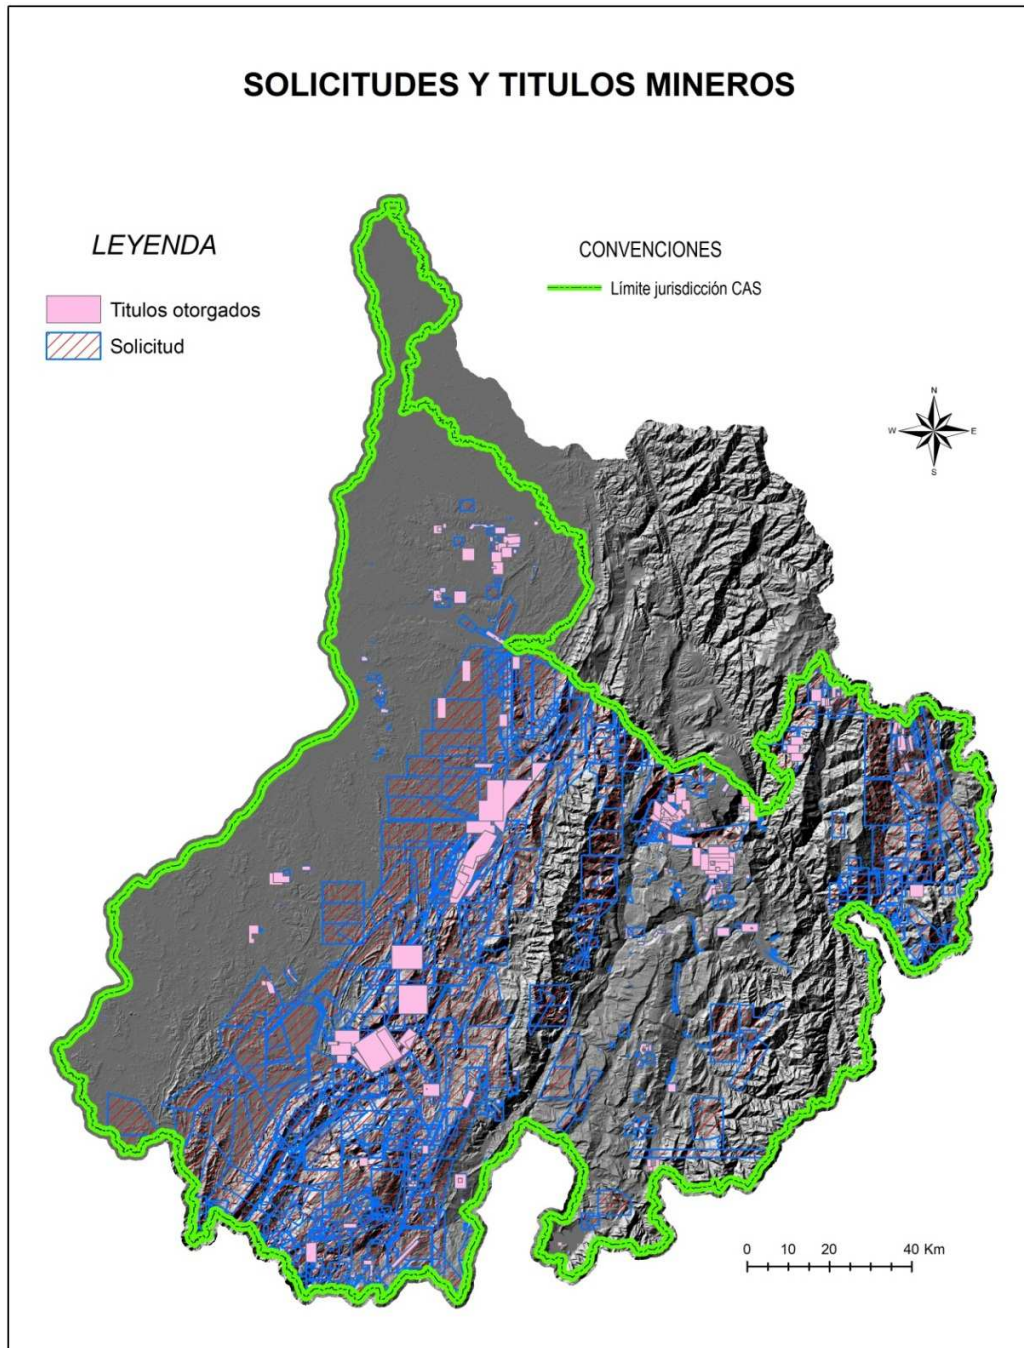 SOLICITUDES Y TITULOS MINEROS
LEYENDA
Titulos otorgados
Solicitud
CONVENCIONES
Límite jurisdicción CAS
N
W E
S
0 10 20 40 Km